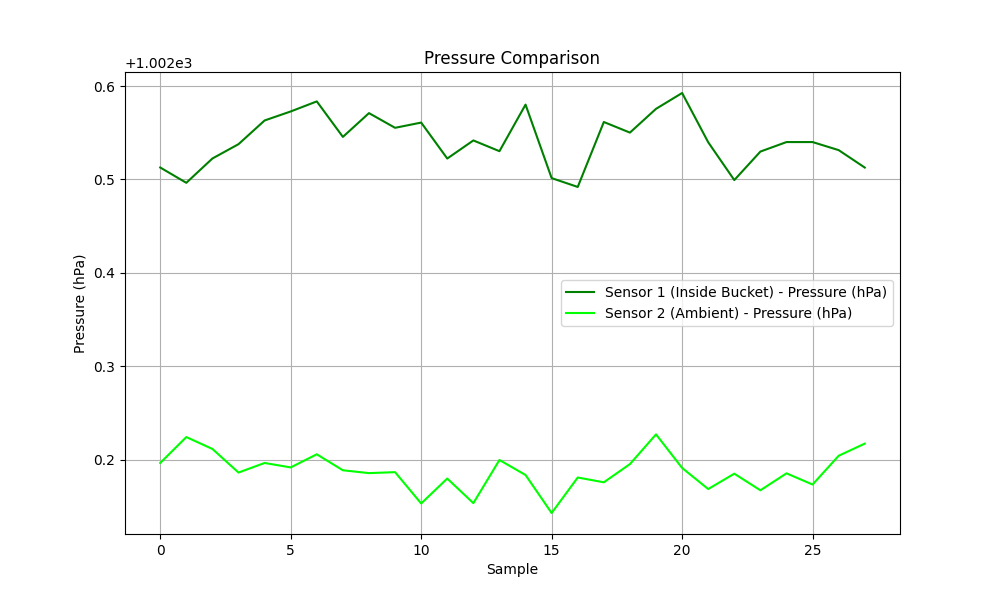 Pressure Comparison
+1.002e3
0.6
0.5
0.4
0.3
0.2
Pressure (hPa)
Sensor 1 (Inside Bucket) - Pressure (hPa)
Sensor 2 (Ambient) - Pressure (hPa)
0 5 10 15 20 25
Sample